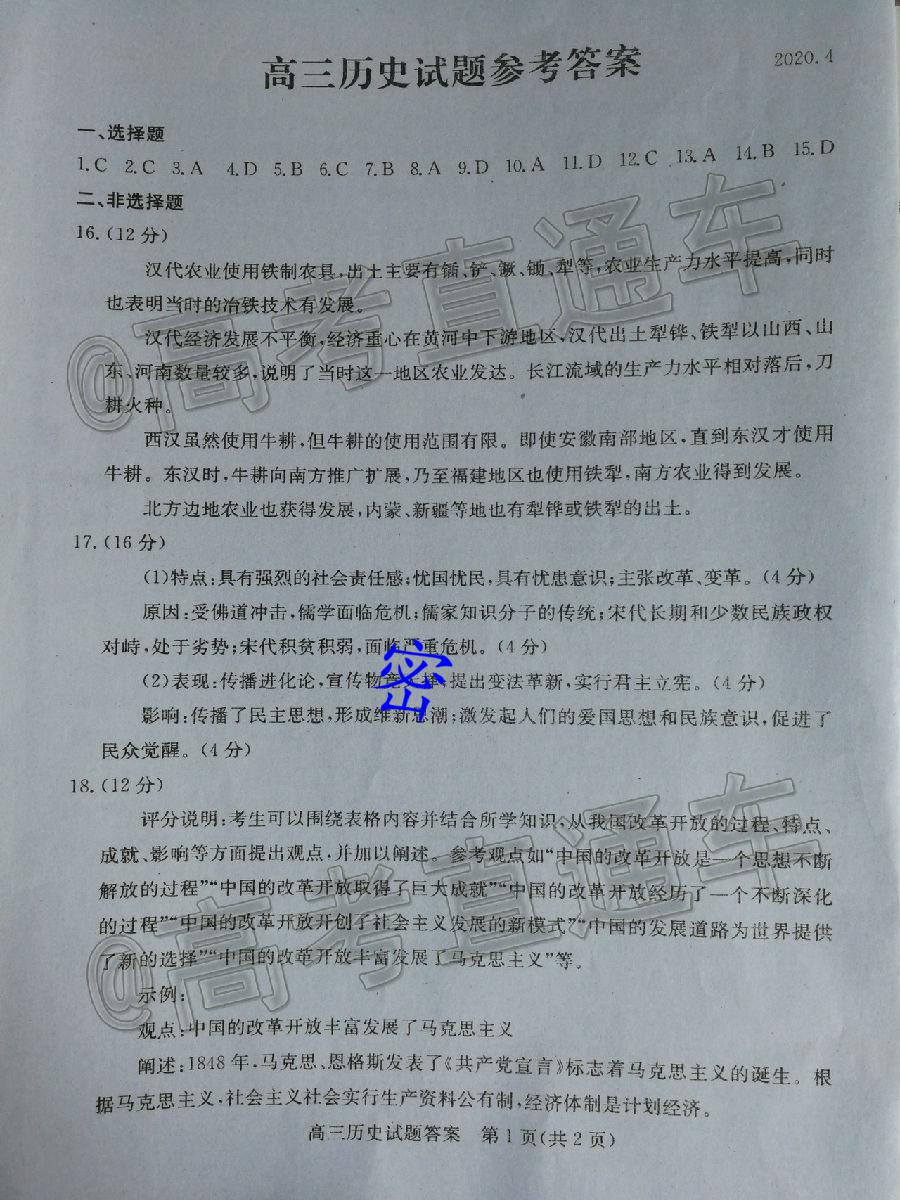 高三历史试题参考答案
2020.4
一、选择题
1.C 2.C 3.A 4.D 5.B 6.C 7.B 8.A 9.D 10.A 11.D 12.C 13.A 14.B 15.D
二、非选择题
16.(12分)
汉代农业使用铁制农具,出土主要有锸、铲、镢、锄、犁等,农业生产力水平提高,同时
也表明当时的冶铁技术有发展。
汉代经济发展不平衡,经济重心在黄河中下游地区,汉代出土犁铧、铁犁以山西、山
东、河南数量较多,说明了当时这一地区农业发达。长江流域的生产力水平相对落后,刀
耕火种。
西汉虽然使用牛耕,但牛耕的使用范围有限。即使安徽南部地区,直到东汉才使用
牛耕。东汉时,牛耕向南方推广扩展,乃至福建地区也使用铁犁,南方农业得到发展。
北方边地农业也获得发展,内蒙、新疆等地也有犁铧或铁犁的出土。
17.(16分)
(1)特点:具有强烈的社会责任感;忧国忧民,具有忧患意识;主张改革、变革。(4分)
原因:受佛道冲击,儒学面临危机;儒家知识分子的传统;宋代长期和少数民族政权
对峙,处于劣势;宋代积贫积弱,面临严重危机。(4分)
(2)表现:传播进化论,宣传物竞天择;提出变法革新,实行君主立宪。(4分)
影响:传播了民主思想,形成维新思潮;激发起人们的爱国思想和民族意识,促进了
民众觉醒。(4分)
密
18.(12分)
评分说明:考生可以围绕表格内容并结合所学知识,从我国改革开放的过程、特点、
成就、影响等方面提出观点,并加以阐述。参考观点如“中国的改革开放是一个思想不断
解放的过程”“中国的改革开放取得了巨大成就”“中国的改革开放经历了一个不断深化
的过程”“中国的改革开放开创了社会主义发展的新模式”“中国的发展道路为世界提供
了新的选择”“中国的改革开放丰富发展了马克思主义”等。
示例:
观点:中国的改革开放丰富发展了马克思主义
阐述:1848年,马克思、恩格斯发表了《共产党宣言》标志着马克思主义的诞生。根
据马克思主义,社会主义社会实行生产资料公有制,经济体制是计划经济。
高三历史试题答案 第1页(共2页)
@高考直通车
@高考直通车